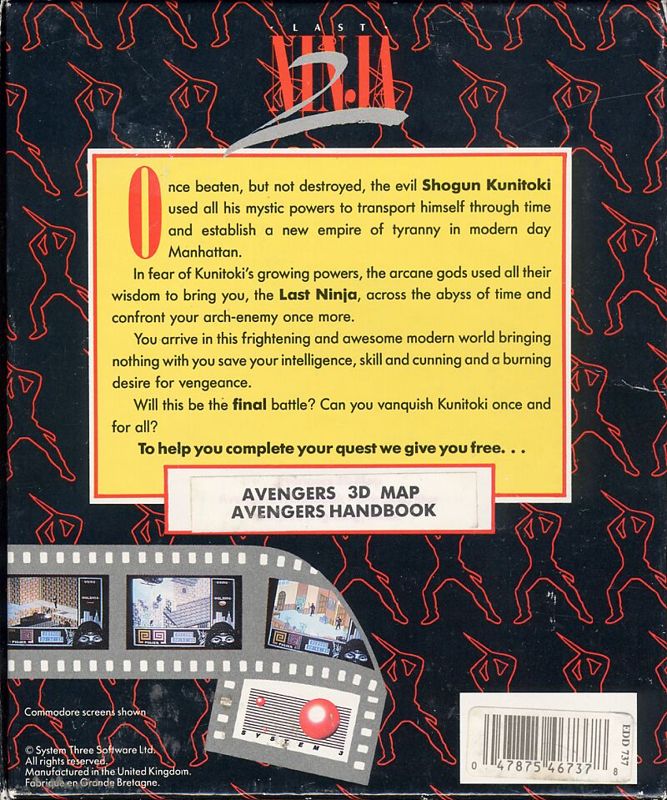 LAST
NINJA
2
Once beaten, but not destroyed, the evil Shogun Kunitoki
used all his mystic powers to transport himself through time
and establish a new empire of tyranny in modern day
Manhattan.
In fear of Kunitoki's growing powers, the arcane gods used all their
wisdom to bring you, the Last Ninja, across the abyss of time and
confront your arch-enemy once more.
You arrive in this frightening and awesome modern world bringing
nothing with you save your intelligence, skill and cunning and a burning
desire for vengeance.
Will this be the final battle? Can you vanquish Kunitoki once and
for all?
To help you complete your quest we give you free. . .
AVENGERS 3D MAP
AVENGERS HANDBOOK
SYSTEM 3
Commodore screens shown
© System Three Software Ltd.
All rights reserved.
Manufactured in the United Kingdom.
Fabrique en Grande Bretagne.
EDD 737
0 47875 46737 8